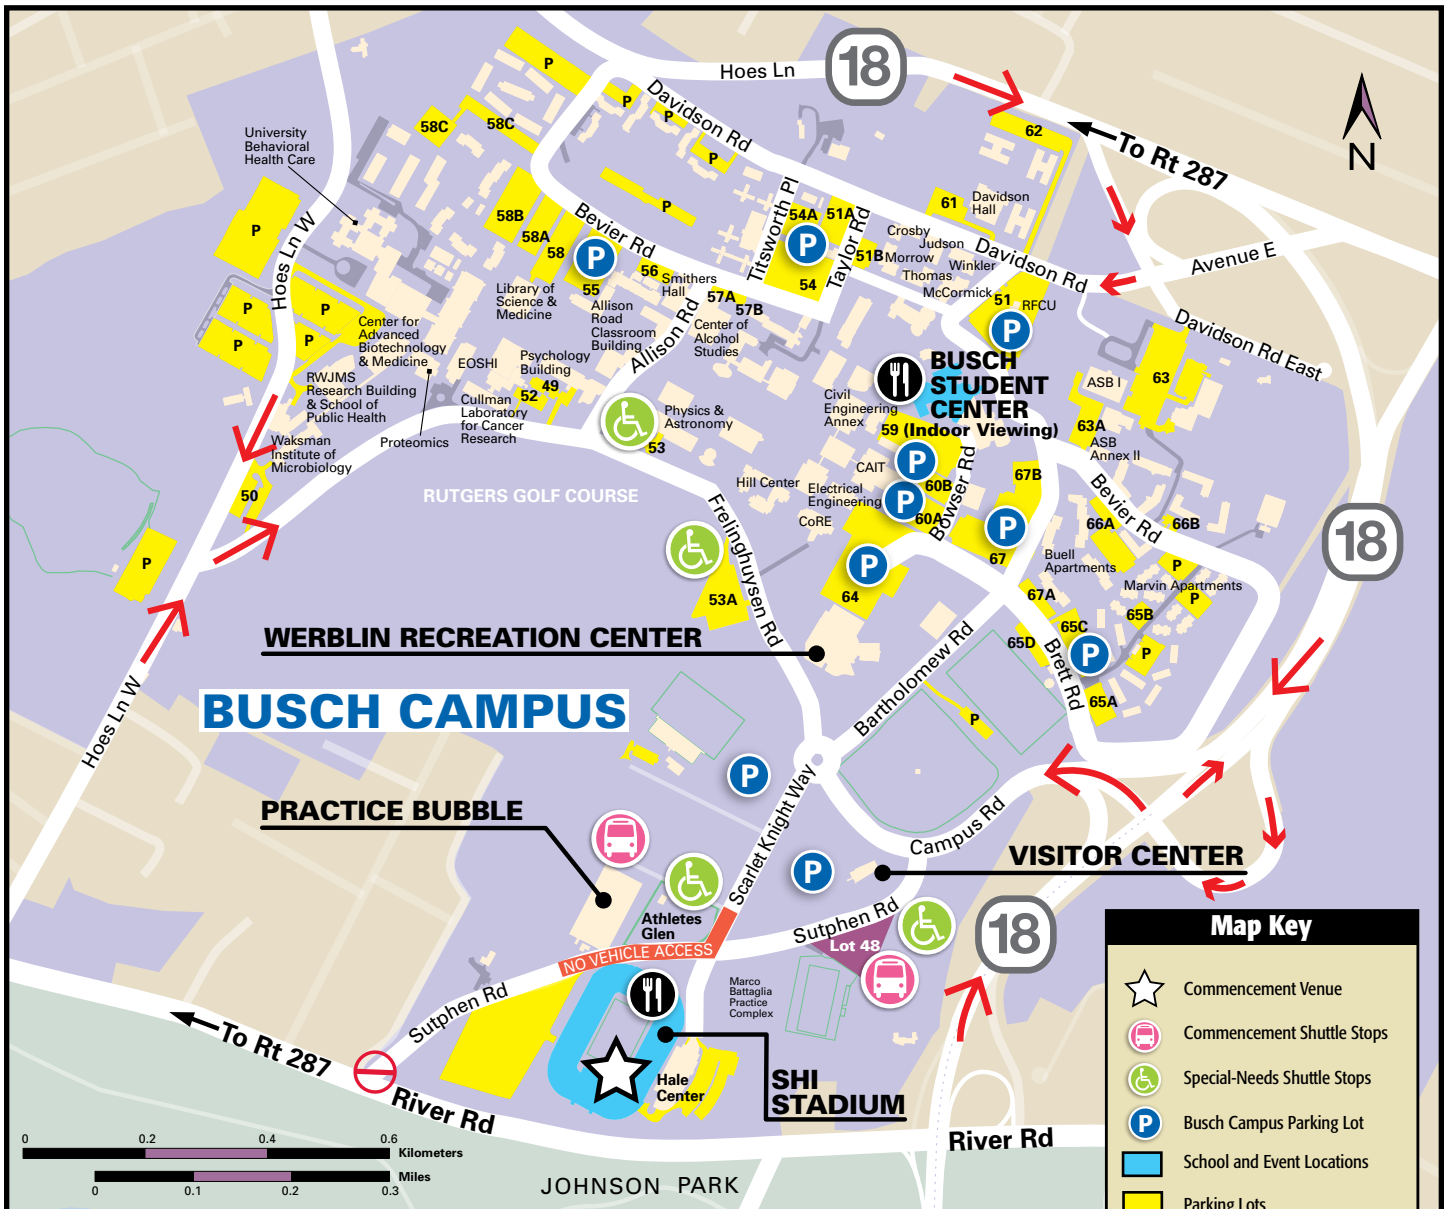 Hoes Ln
18
Hoes Ln W
Davidson Rd
P
P
P
P
P
58C
58C
62
To Rt 287
N
University
Behavioral
Health Care
P
58B
58A
58
Bevier Rd
P
55
56
Smithers
Hall
Titsworth Pl
54A
51A
P
54
Taylor Rd
51B
61
Davidson
Hall
Crosby
Judson
Morrow
Winkler
Thomas
McCormick
Davidson Rd
Avenue E
51
RFCU
P
Davidson Rd East
P
P
P
P
Library of
Science &
Medicine
Allison
Road
Classroom
Building
57A
57B
Center of
Alcohol
Studies
Allison Rd
Center for
Advanced
Biotechnology
& Medicine
EOSHI
Psychology
Building
49
52
RWJMS
Research Building
& School of
Public Health
Cullman
Laboratory
for Cancer
Research
Proteomics
Waksman
Institute of
Microbiology
50
P
Physics &
Astronomy
53
BUSCH
STUDENT
CENTER
(Indoor Viewing)
Civil
Engineering
Annex
59
ASB I
63
63A
ASB
Annex II
CAIT
P
60B
Hill Center
Electrical
Engineering
P
60A
CoRE
Bowser Rd
67B
P
67
Bevier Rd
66A
66B
18
RUTGERS GOLF COURSE
Frelinghuysen Rd
53A
P
64
Buell
Apartments
P
Marvin Apartments
P
67A
65C
65B
65D
P
P
Brett Rd
65A
WERBLIN RECREATION CENTER
BUSCH CAMPUS
Hoes Ln W
Bartholomew Rd
P
P
Scarlet Knight Way
PRACTICE BUBBLE
Campus Rd
VISITOR CENTER
P
Athletes
Glen
NO VEHICLE ACCESS
Sutphen Rd
Lot 48
18
Sutphen Rd
Marco
Battaglia
Practice
Complex
To Rt 287
River Rd
Hale
Center
SHI
STADIUM
River Rd
JOHNSON PARK
0
0.2
0.4
0.6
Kilometers
Miles
0
0.1
0.2
0.3
Map Key
Commencement Venue
Commencement Shuttle Stops
Special-Needs Shuttle Stops
P
Busch Campus Parking Lot
School and Event Locations
Parking Lots